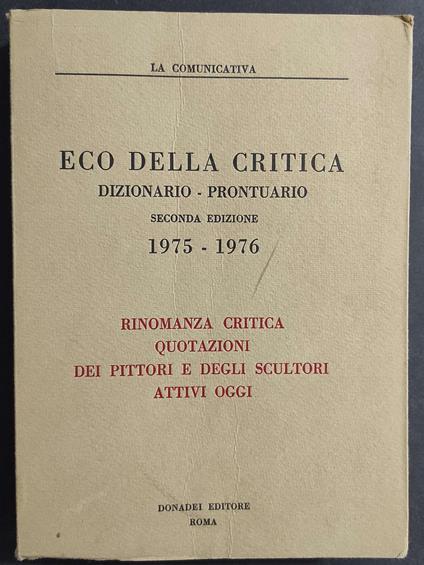 LA COMUNICATIVA
ECO DELLA CRITICA
DIZIONARIO - PRONTUARIO
SECONDA EDIZIONE
1975 - 1976
RINOMANZA CRITICA
QUOTAZIONI
DEI PITTORI E DEGLI SCULTORI
ATTIVI OGGI
DONADEI EDITORE
ROMA